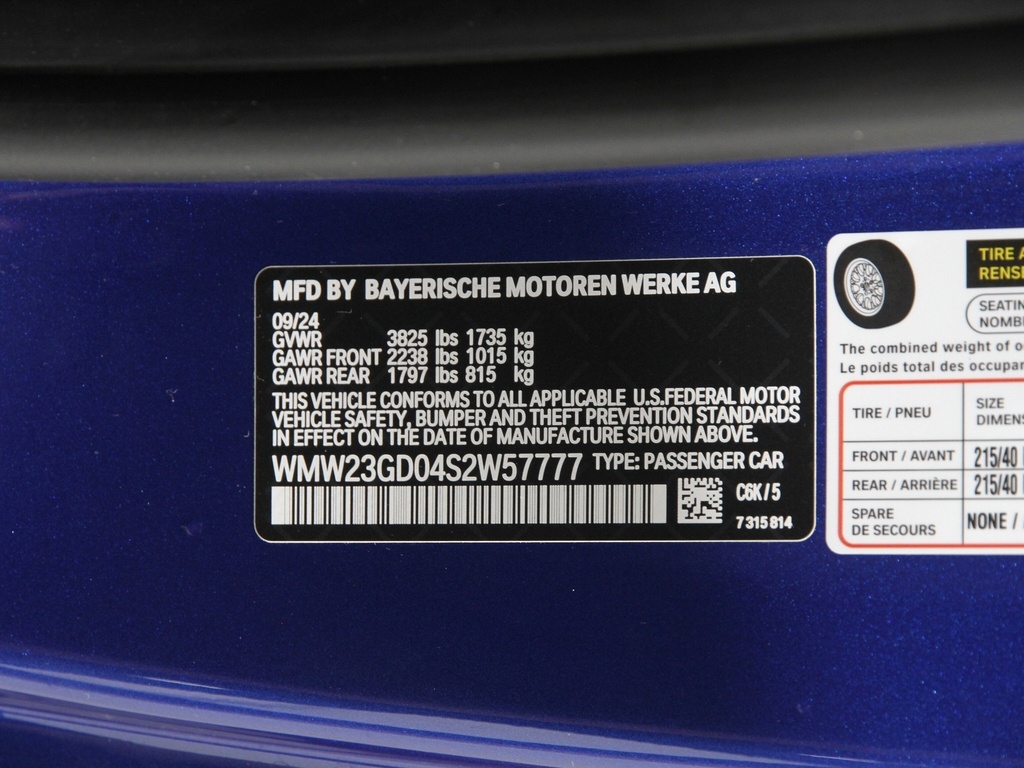 MFD BY BAYERISCHE MOTOREN WERKE AG
09/24
GVWR 3825 lbs 1735 kg
GAWR FRONT 2238 lbs 1015 kg
GAWR REAR 1797 lbs 815 kg
THIS VEHICLE CONFORMS TO ALL APPLICABLE U.S.FEDERAL MOTOR
VEHICLE SAFETY, BUMPER AND THEFT PREVENTION STANDARDS
IN EFFECT ON THE DATE OF MANUFACTURE SHOWN ABOVE.
WMW23GD04S2W57777 TYPE: PASSENGER CAR
C6K/5
7315814
TIRE
SEATIN
NOMB
The combined weight of
Le poids total des
TIRE / PNEU
SIZE
FRONT / AVANT 215/40
REAR / ARRIÈRE 215/40
SPARE
DE SECOURS
NONE /